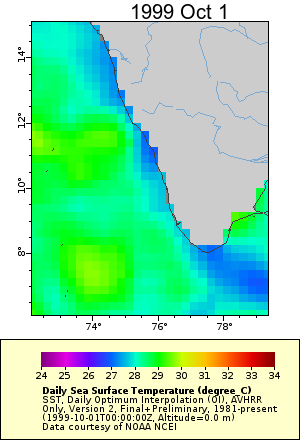 1999 Oct 1
14°
12°
10°
8°
74°
76°
78°
24 25 26 27 28 29 30 31 32 33 34
Daily Sea Surface Temperature (degree_C)
SST, Daily Optimum Interpolation (OI), AVHRR
Only, Version 2, Final+Preliminary, 1981-present
(1999-10-01T00:00:00Z, Altitude=0.0 m)
Data courtesy of NOAA NCEI